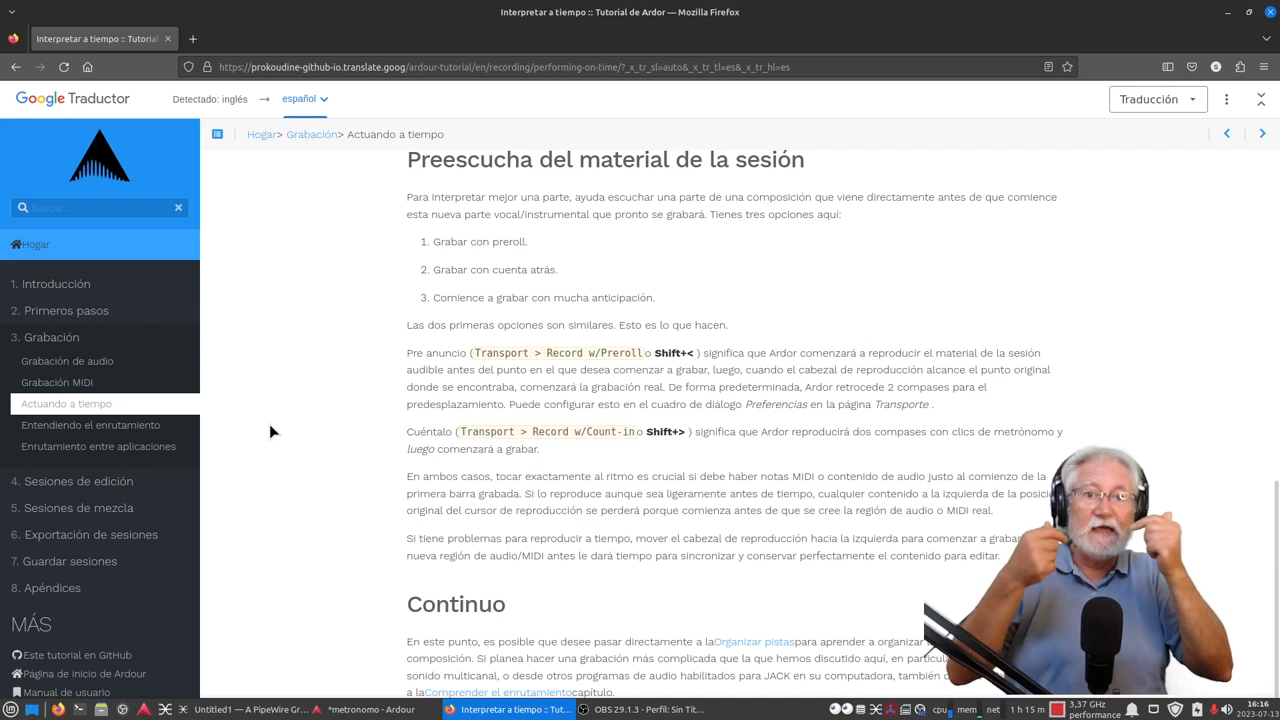 Interpretar a tiempo :: Tutorial de Ardor — Mozilla Firefox
Interpretar a tiempo :: Tutorial
https://prokoudine-github-io.translate.goog/ardour-tutorial/en/recording/performing-on-time/?_x_tr_sl=auto&_x_tr_tl=es&_x_tr_hl=es
Google Traductor Detectado: inglés → español Traducción
Hogar> Grabación> Actuando a tiempo
Buscar...
Hogar
1. Introducción
2. Primeros pasos
3. Grabación
Grabación de audio
Grabación MIDI
Actuando a tiempo
Entendiendo el enrutamiento
Enrutamiento entre aplicaciones
4. Sesiones de edición
5. Sesiones de mezcla
6. Exportación de sesiones
7. Guardar sesiones
8. Apéndices
MÁS
Este tutorial en GitHub
Página de inicio de Ardour
Manual de usuario
Preescucha del material de la sesión
Para interpretar mejor una parte, ayuda escuchar una parte de una composición que viene directamente antes de que comience
esta nueva parte vocal/instrumental que pronto se grabará. Tienes tres opciones aquí:
1. Grabar con preroll.
2. Grabar con cuenta atrás.
3. Comience a grabar con mucha anticipación.
Las dos primeras opciones son similares. Esto es lo que hacen.
Pre anuncio ( Transport > Record w/Preroll o Shift+< ) significa que Ardor comenzará a reproducir el material de la sesión
audible antes del punto en el que desea comenzar a grabar, luego, cuando el cabezal de reproducción alcance el punto original
donde se encontraba, comenzará la grabación real. De forma predeterminada, Ardor retrocede 2 compases para el
predesplazamiento. Puede configurar esto en el cuadro de diálogo Preferencias en la página Transporte .
Cuéntalo ( Transport > Record w/Count-in o Shift+> ) significa que Ardor reproducirá dos compases con clics de metrónomo y
luego comenzará a grabar.
En ambos casos, tocar exactamente al ritmo es crucial si debe haber notas MIDI o contenido de audio justo al comienzo de la
primera barra grabada. Si lo reproduce aunque sea ligeramente antes de tiempo, cualquier contenido a la izquierda de la posici
original del cursor de reproducción se perderá porque comienza antes de que se cree la región de audio o MIDI real.
Si tiene problemas para reproducir a tiempo, mover el cabezal de reproducción hacia la izquierda para comenzar a grabar
nueva región de audio/MIDI antes le dará tiempo para sincronizar y conservar perfectamente el contenido para editar.
Continuo
En este punto, es posible que desee pasar directamente a la Organizar pistas para aprender a organizar
composición. Si planea hacer una grabación más complicada que la que hemos discutido aquí, en particula
sonido multicanal, o desde otros programas de audio habilitados para JACK en su computadora, también
a la Comprender el enrutamiento capítulo.
Untitled1 — A PipeWire Gr... *metronomo - Ardour Interpretar a tiempo :: Tut... OBS 29.1.3 - Perfil: Sin Tít...
cpu mem net 1 h 15 m 3,37 GHz
performance
16:16
2023-07-13